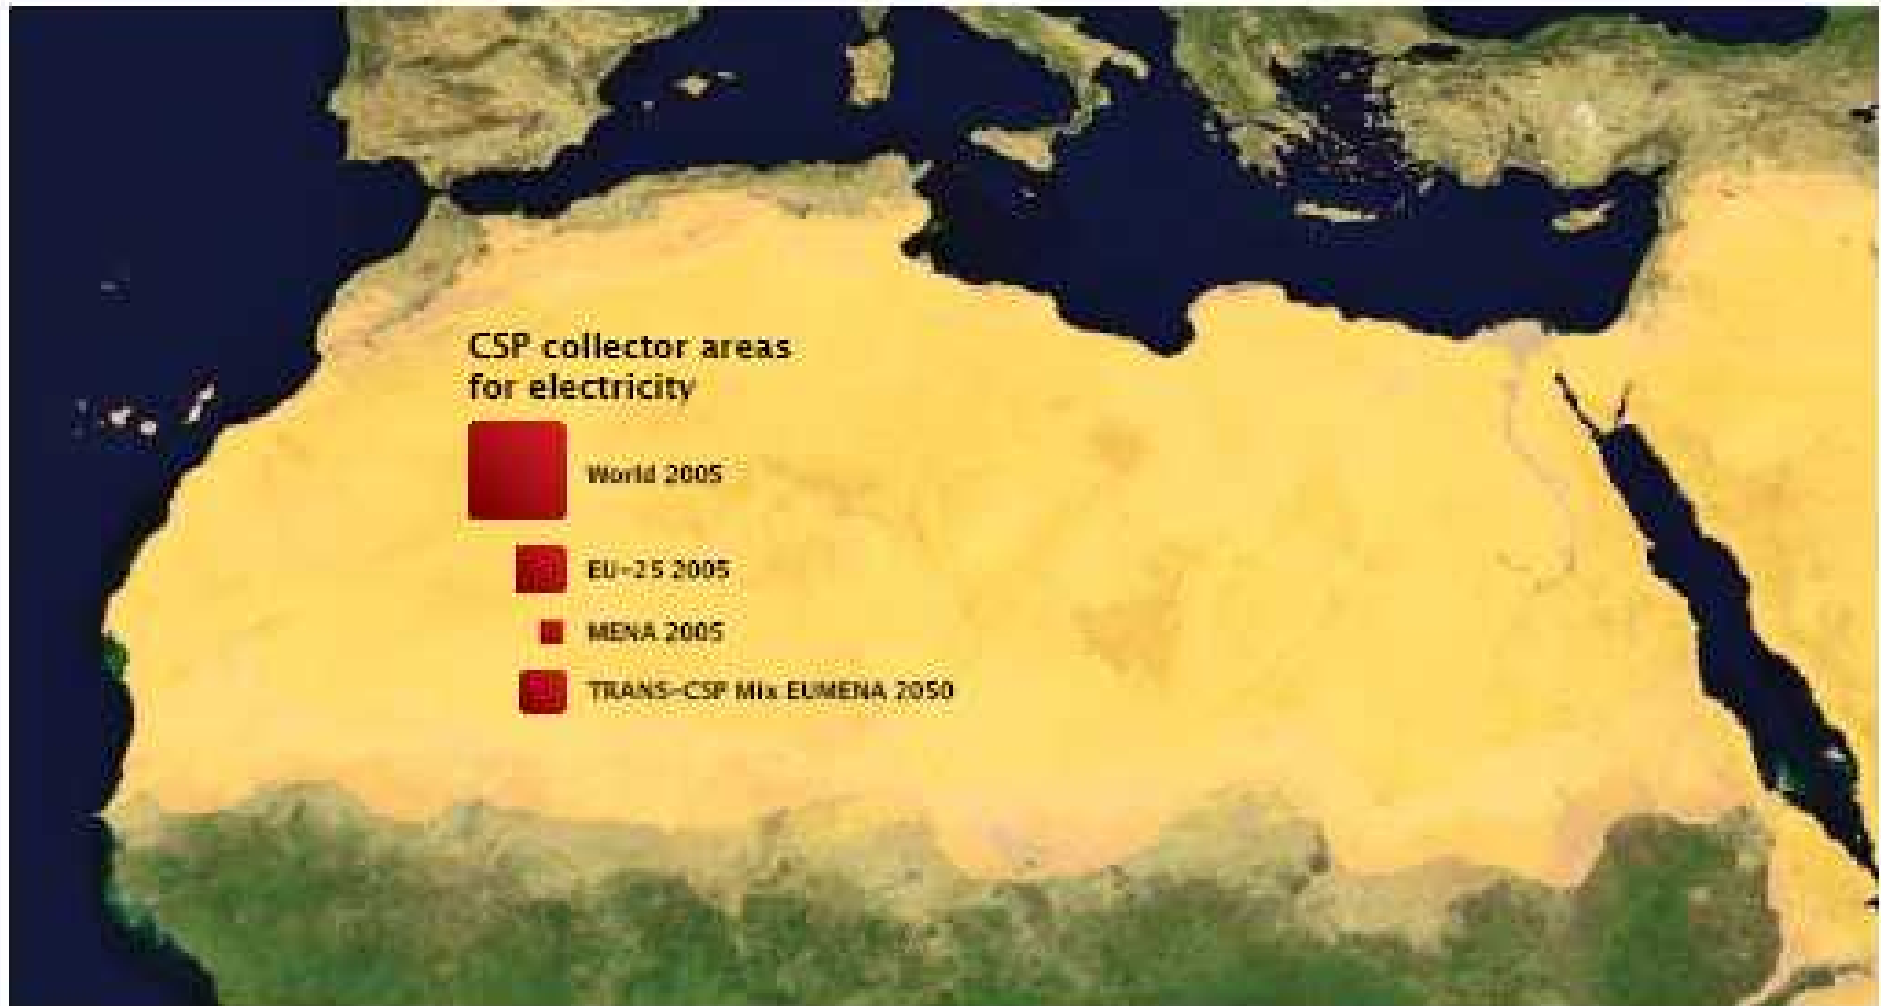 CSP collector areas
for electricity
World 2005
EU-25 2005
MENA 2005
TRANS-CSP Mix EUMENA 2050